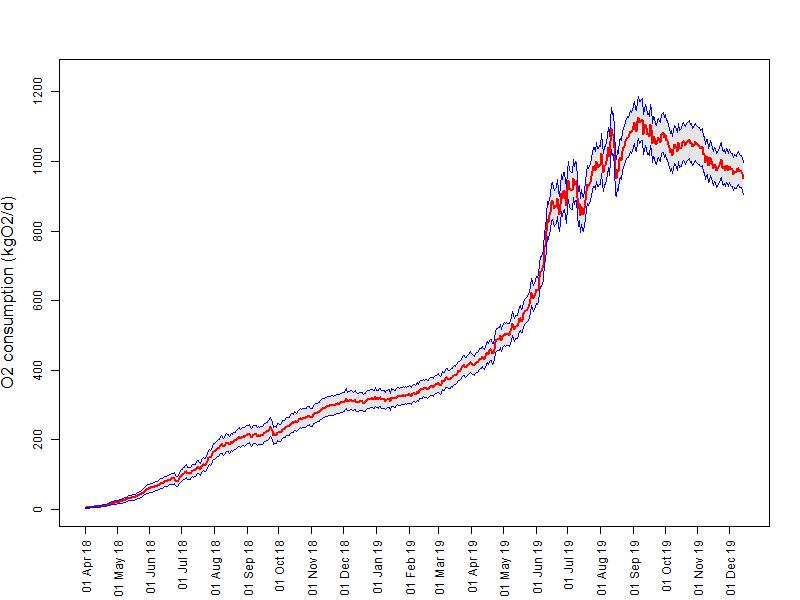 O2 consumption (kgO2/d)
1200
1000
800
600
400
200
0
01 Apr 18
01 May 18
01 Jun 18
01 Jul 18
01 Aug 18
01 Sep 18
01 Oct 18
01 Nov 18
01 Dec 18
01 Jan 19
01 Feb 19
01 Mar 19
01 Apr 19
01 May 19
01 Jun 19
01 Jul 19
01 Aug 19
01 Sep 19
01 Oct 19
01 Nov 19
01 Dec 19